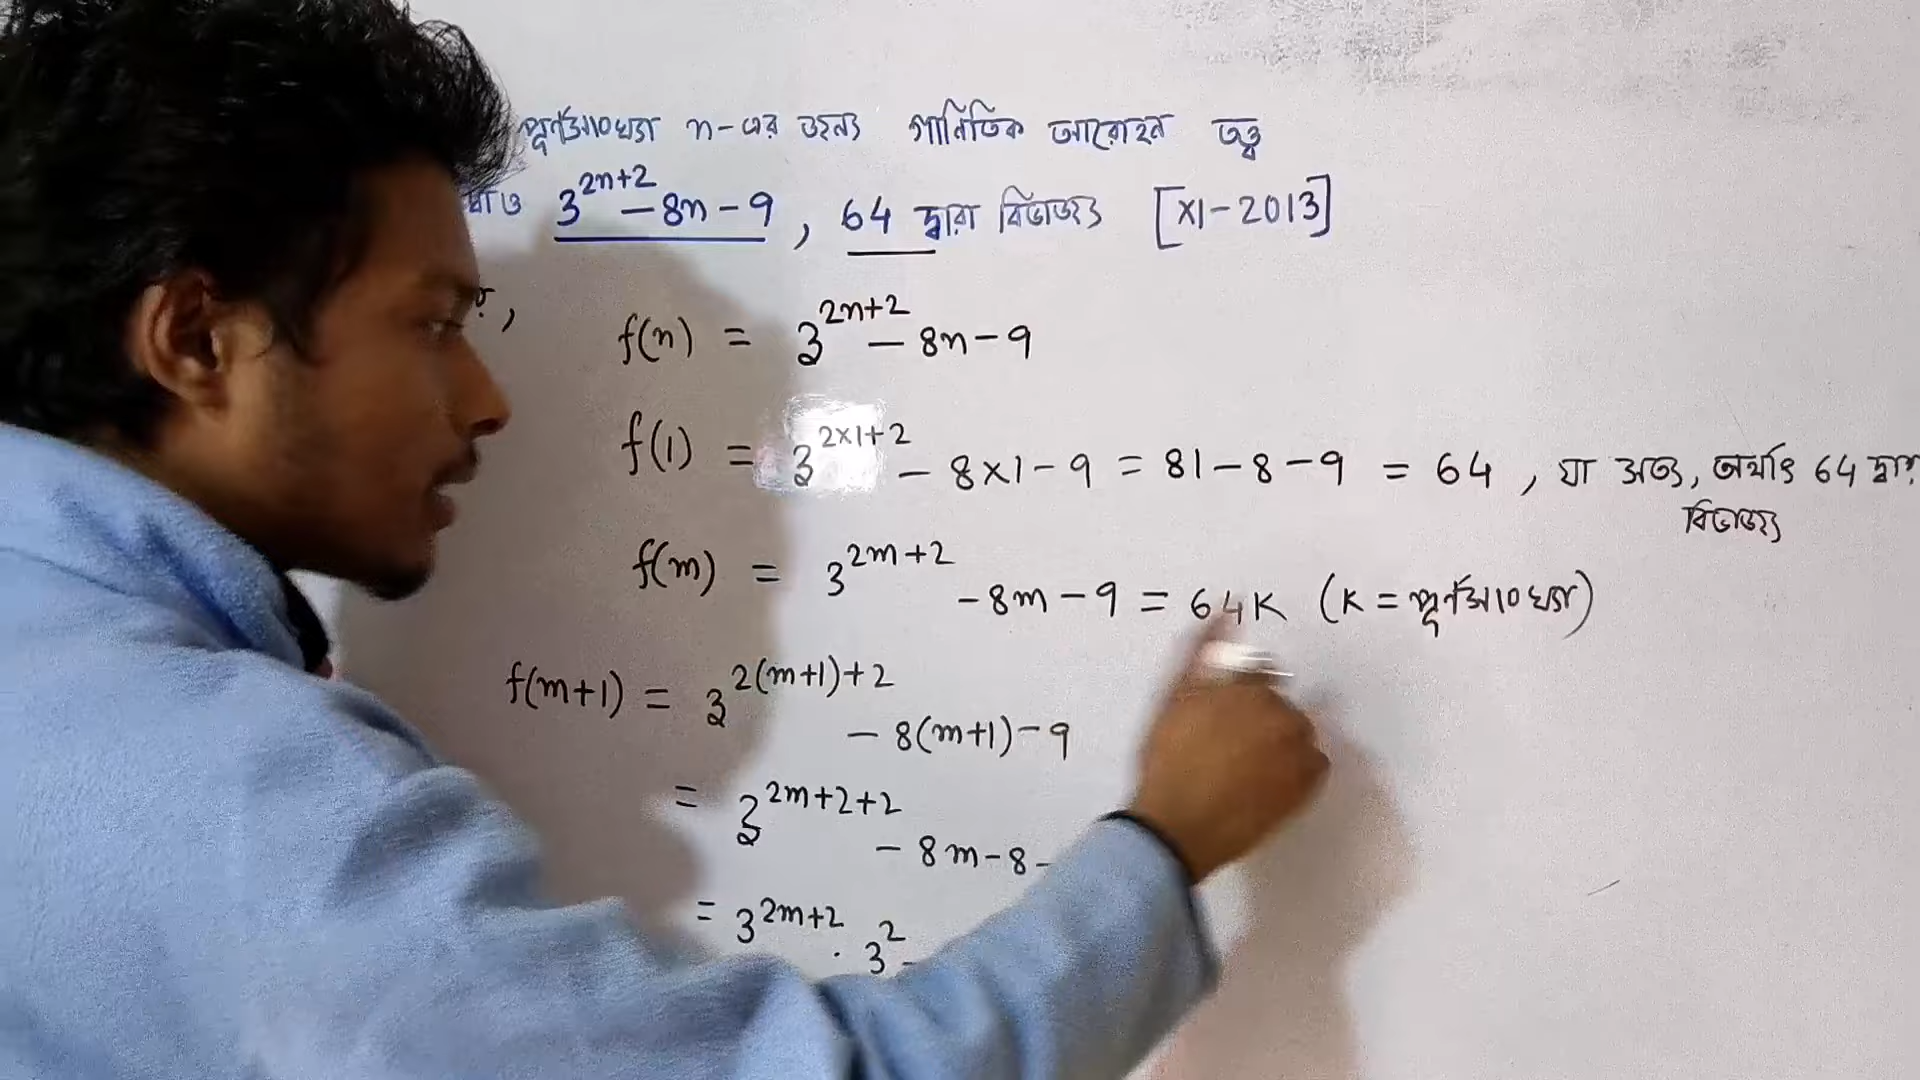 পূর্ণসংখ্যা n-এর জন্য গানিতিক আরোহন তত্ত্ব
3^{2n+2} - 8n - 9, 64 দ্বারা বিভাজ্য [XI-2013]
f(n) = 3^{2n+2} - 8n - 9
f(1) = 3^{2×1+2} - 8×1 - 9 = 81 - 8 - 9 = 64, যা সত্য, অর্থাৎ 64 দ্বারা
বিভাজ্য
f(m) = 3^{2m+2} - 8m - 9 = 64K (K = পূর্ণসংখ্যা)
f(m+1) = 3^{2(m+1)+2} - 8(m+1) - 9
= 3^{2m+2+2} - 8m - 8 -
= 3^{2m+2} · 3^2 -